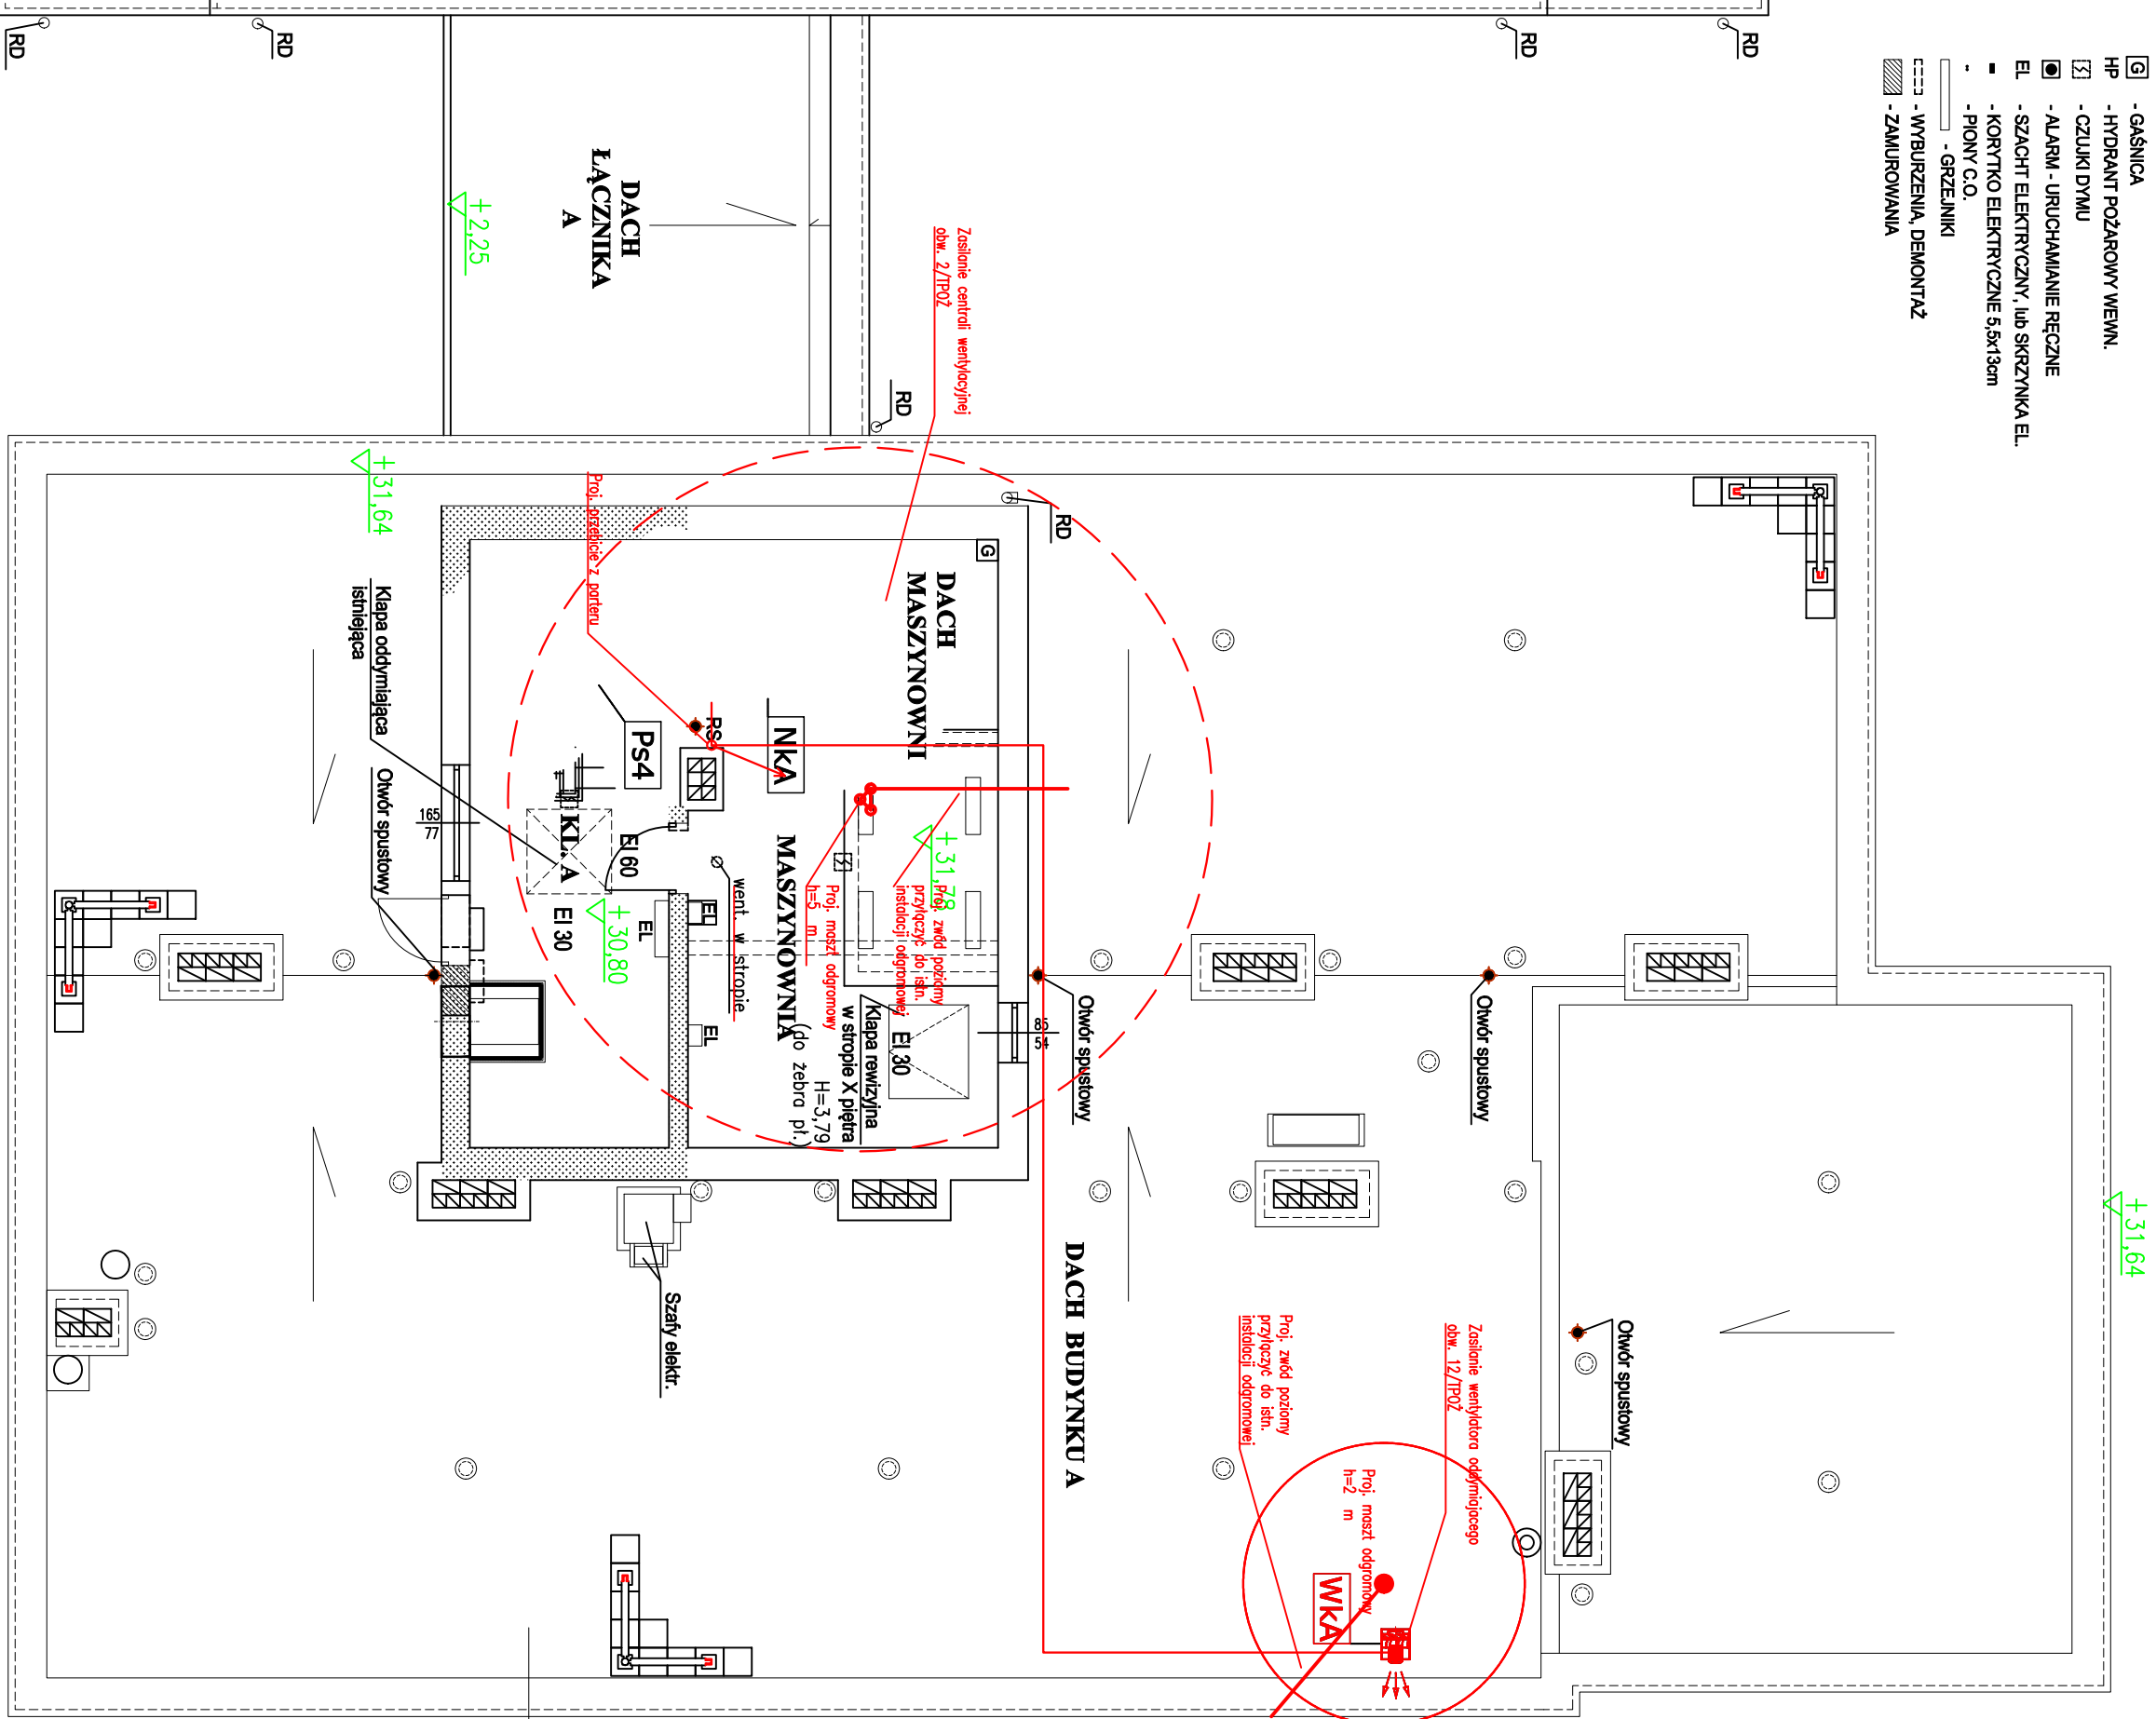 G - GAŚNICA
HP - HYDRANT POŻAROWY WEWN.
- CZUJKI DYMU
- ALARM - URUCHAMIANIE RĘCZNE
EL - SZACHT ELEKTRYCZNY, lub SKRZYNKA EL.
- KORYTKO ELEKTRYCZNE 5,5x13cm
- PIONY C.O.
- GRZEJNIKI
- WYBURZENIA, DEMONTAŻ
- ZAMUROWANIA
RD
RD
RD
RD
DACH
ŁĄCZNIKA
A
+2,25
Zasilanie centrali wentylacyjnej
obw. 2/TPOŻ
RD
RD
+31,64
+31,64
Proj. przebicie z parteru
G
DACH
MASZYNOWNI
Klapa oddymiająca
istniejąca
Otwór spustowy
165
77
RS
Ps4
NkA
KL. A
EI 60
EI 30
+30,80
EL
EL
EL
went. w stropie
MASZYNOWNIA
+31,78
Proj. maszt odgromowy
h=5 m
Proj. zwód poziomy
przyłączyć do istn.
instalacji odgromowej
EI 30
Klapa rewizyjna
w stropie X piętra
H=3,79
(do żebra pł.)
85
54
Otwór spustowy
Otwór spustowy
Otwór spustowy
Szafy elektr.
DACH BUDYNKU A
Proj. zwód poziomy
przyłączyć do istn.
instalacji odgromowej
Zasilanie wentylatora oddymiającego
obw. 12/TPOŻ
Proj. maszt odgromowy
h=2 m
WkA